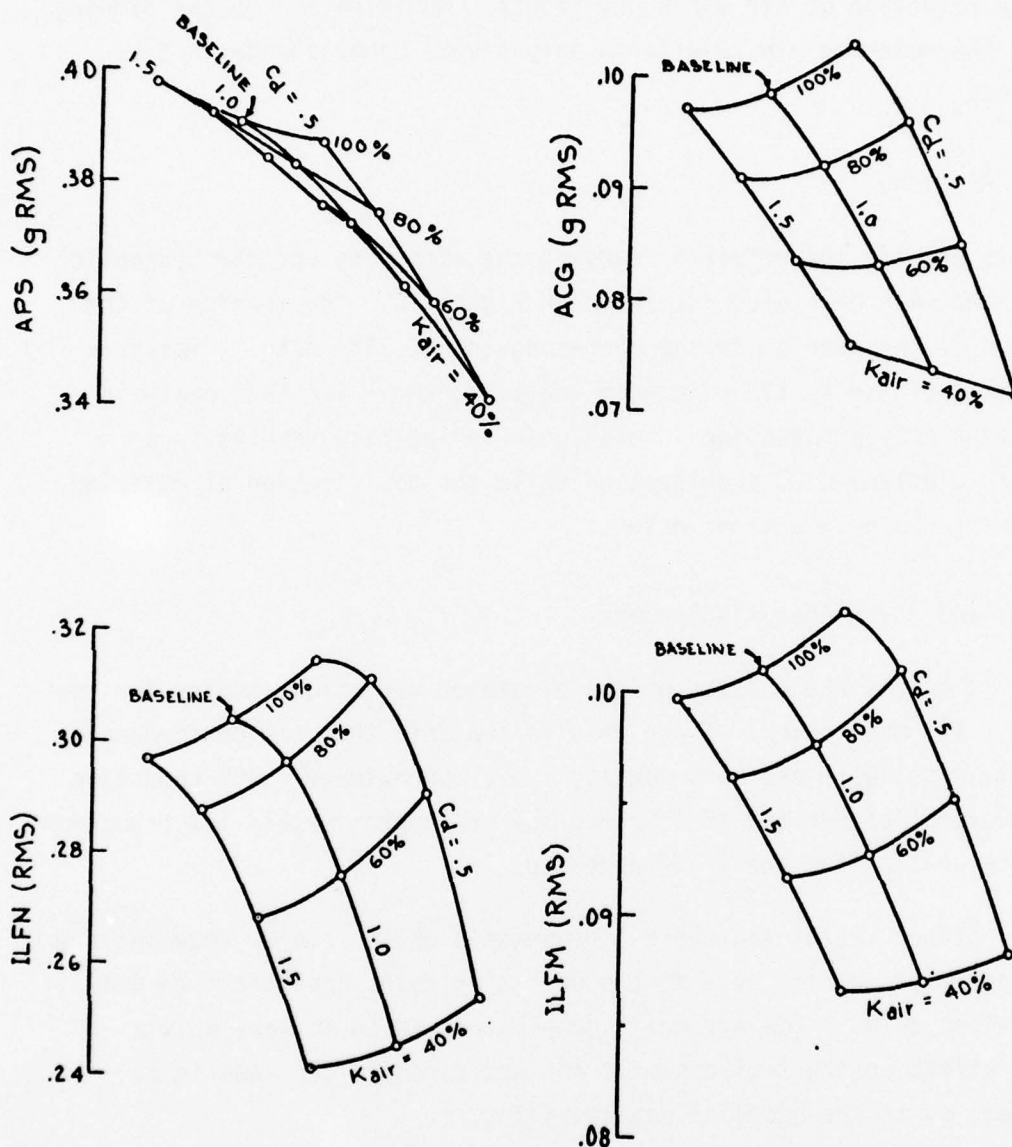 APS (g RMS)
.40
.38
.36
.34
1.5
1.0
BASELINE
Cd = .5
100%
80%
60%
Kair = 40%
ACG (g RMS)
.10
.09
.08
.07
BASELINE
100%
80%
60%
Cd = .5
1.5
1.0
Kair = 40%
ILFN (RMS)
.32
.30
.28
.26
.24
BASELINE
100%
80%
60%
Cd = .5
1.5
1.0
Kair = 40%
ILFM (RMS)
.10
.09
.08
BASELINE
100%
80%
60%
Cd = .5
1.5
1.0
Kair = 40%